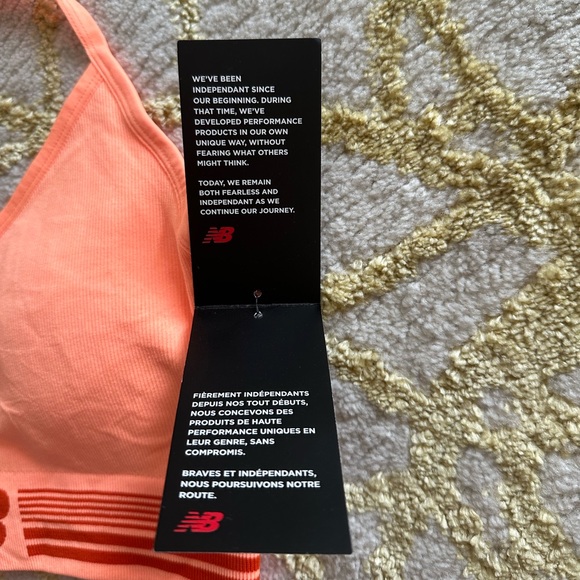 WE'VE BEEN
INDEPENDANT SINCE
OUR BEGINNING. DURING
THAT TIME, WE'VE
DEVELOPED PERFORMANCE
PRODUCTS IN OUR OWN
UNIQUE WAY, WITHOUT
FEARING WHAT OTHERS
MIGHT THINK.
TODAY, WE REMAIN
BOTH FEARLESS AND
INDEPENDANT AS WE
CONTINUE OUR JOURNEY.
NB
FIÈREMENT INDÉPENDANTS
DEPUIS NOS TOUT DÉBUTS,
NOUS CONCEVONS DES
PRODUITS DE HAUTE
PERFORMANCE UNIQUES EN
LEUR GENRE, SANS
COMPROMIS.
BRAVES ET INDÉPENDANTS,
NOUS POURSUIVONS NOTRE
ROUTE.
NB
B